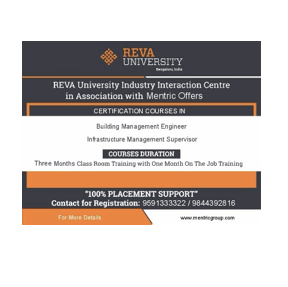 REVA
UNIVERSITY
Bengaluru, India
REVA University Industry Interaction Centre
in Association with Mentric Offers
CERTIFICATION COURSES IN
Building Management Engineer
Infrastructure Management Supervisor
COURSES DURATION
Three Months Class Room Training with One Month On The Job Training
"100% PLACEMENT SUPPORT"
Contact for Registration: 9591333322 / 9844392816
For More Details
www.mentricgroup.com